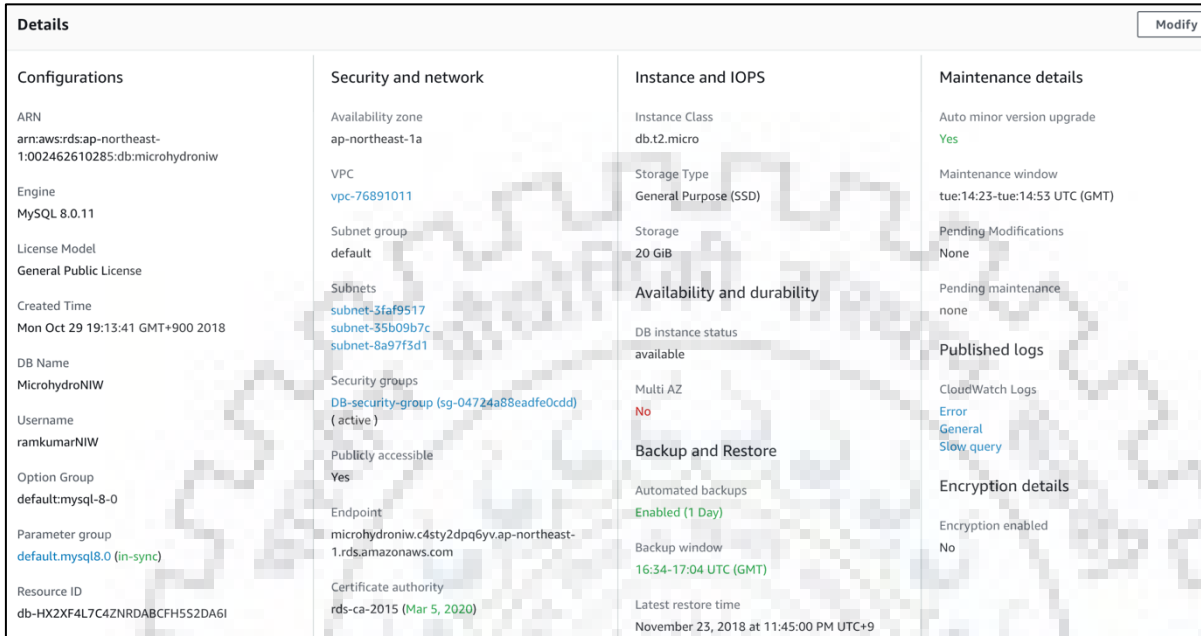 Details
Modify
Configurations
ARN
arn:aws:rds:ap-northeast-
1:002462610285:db:microhydroniw
Engine
MySQL 8.0.11
License Model
General Public License
Created Time
Mon Oct 29 19:13:41 GMT+900 2018
DB Name
MicrohydroNIW
Username
ramkumarNIW
Option Group
default:mysql-8-0
Parameter group
default.mysql8.0 (in-sync)
Resource ID
db-HX2XF4L7C4ZNRDABCFH5S2DA6I
Security and network
Availability zone
ap-northeast-1a
VPC
vpc-76891011
Subnet group
default
Subnets
subnet-3faf9517
subnet-35b09b7c
subnet-8a97f3d1
Security groups
DB-security-group (sg-04724a88eadfe0cdd)
( active )
Publicly accessible
Yes
Endpoint
microhydroniw.c4sty2dpq6yv.ap-northeast-
1.rds.amazonaws.com
Certificate authority
rds-ca-2015 (Mar 5, 2020)
Instance and IOPS
Instance Class
db.t2.micro
Storage Type
General Purpose (SSD)
Storage
20 GiB
Availability and durability
DB instance status
available
Multi AZ
No
Backup and Restore
Automated backups
Enabled (1 Day)
Backup window
16:34-17:04 UTC (GMT)
Latest restore time
November 23, 2018 at 11:45:00 PM UTC+9
Maintenance details
Auto minor version upgrade
Yes
Maintenance window
tue:14:23-tue:14:53 UTC (GMT)
Pending Modifications
None
Pending maintenance
none
Published logs
CloudWatch Logs
Error
General
Slow query
Encryption details
Encryption enabled
No